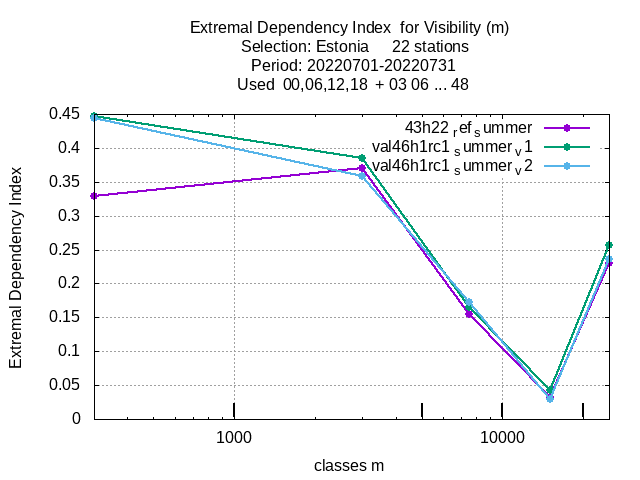 Extremal Dependency Index  for Visibility (m)
Selection: Estonia     22 stations
Period: 20220701-20220731
Used  00,06,12,18  + 03 06 ... 48
0.45
0.4
0.35
0.3
0.25
0.2
0.15
0.1
0.05
0
Extremal Dependency Index
43h22 ref summer
val46h1rc1 summer v1
val46h1rc1 summer v2
1000
10000
classes m